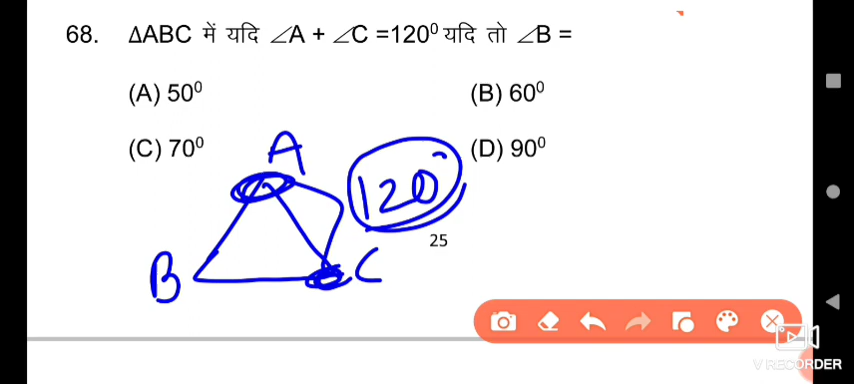 68. ΔABC में यदि ∠A + ∠C =120⁰ यदि तो ∠B =
(A) 50⁰ (B) 60⁰
(C) 70⁰ (D) 90⁰
A
120°
25
B C
V RECORDER